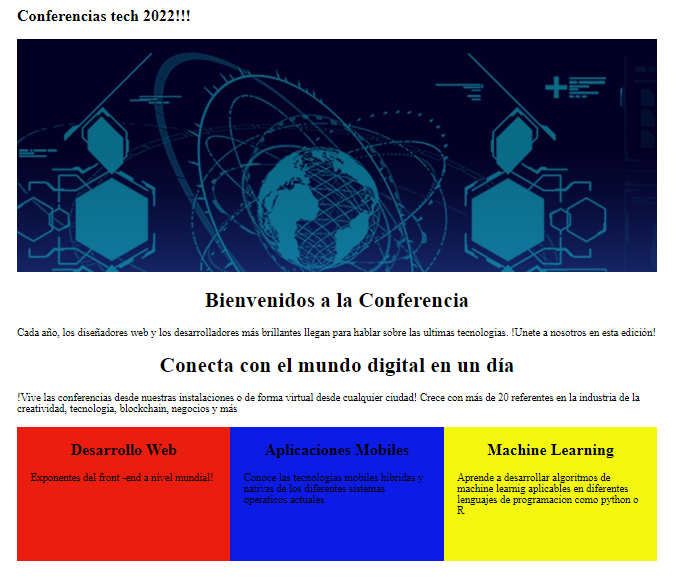 Conferencias tech 2022!!!
Bienvenidos a la Conferencia
Cada año, los diseñadores web y los desarrolladores más brillantes llegan para hablar sobre las ultimas tecnologias. !Unete a nosotros en esta edición!
Conecta con el mundo digital en un día
!Vive las conferencias desde nuestras instalaciones o de forma virtual desde cualquier ciudad! Crece con más de 20 referentes en la industria de la
creatividad, tecnologia, blockchain, negocios y más
Desarrollo Web
Exponentes del front -end a nivel mundial!
Aplicaciones Mobiles
Conoce las tecnologias mobiles hibridas y
nativas de los diferentes sistemas
operaticos actuales
Machine Learning
Aprende a desarrollar algoritmos de
machine learnig aplicables en diferentes
lenguajes de programacion como python o
R